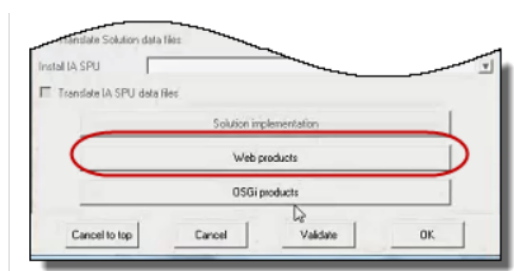 Translate Solution data files
Install IA SPU
Translate IA SPU data files
Solution implementation
Web products
OSGi products
Cancel to top Cancel Validate OK